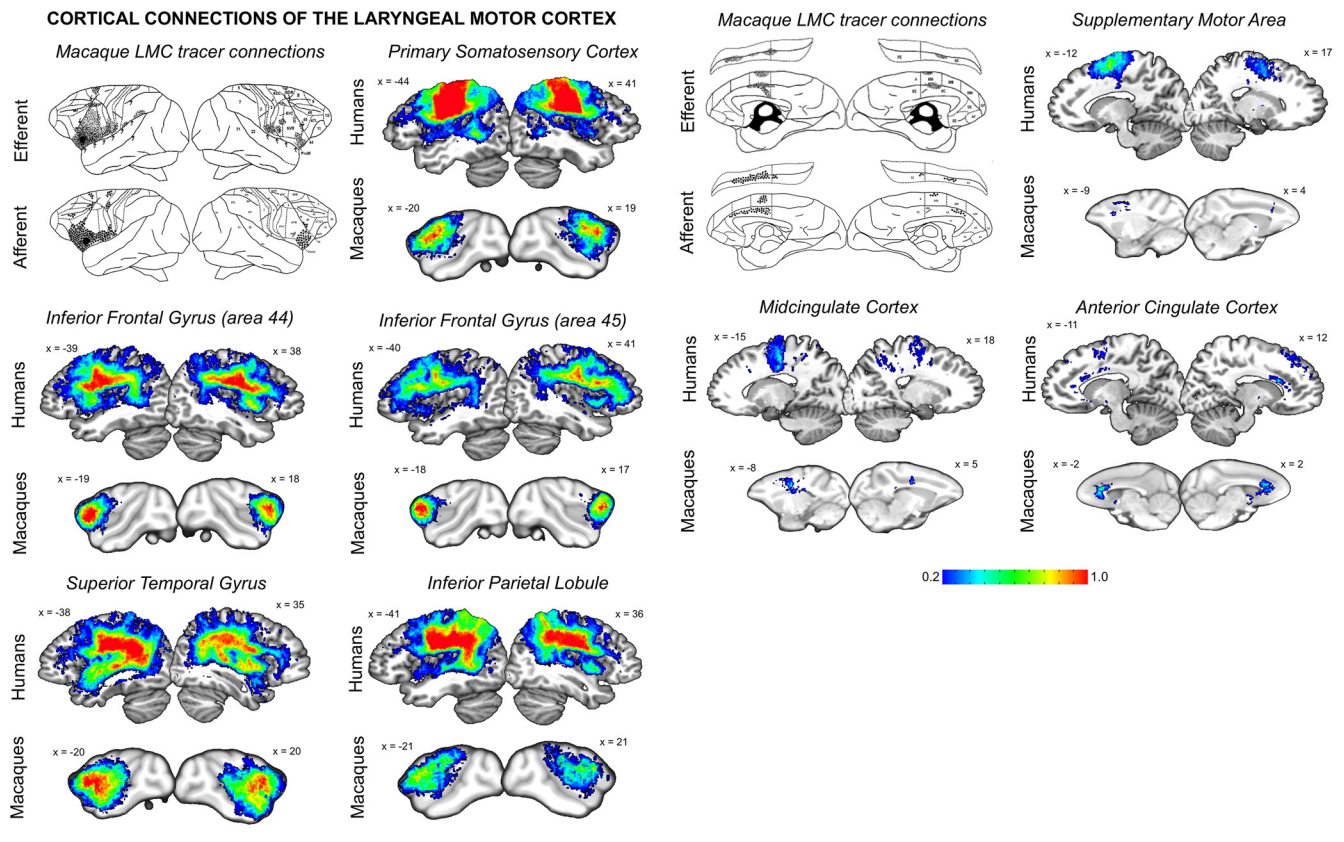 CORTICAL CONNECTIONS OF THE LARYNGEAL MOTOR CORTEX
Macaque LMC tracer connections
Primary Somatosensory Cortex
Efferent
Afferent
Humans
x = -44
x = 41
Macaques
x = -20
x = 19
Macaque LMC tracer connections
Supplementary Motor Area
Efferent
Afferent
Humans
x = -12
x = 17
Macaques
x = -9
x = 4
Inferior Frontal Gyrus (area 44)
Humans
x = -39
x = 38
Macaques
x = -19
x = 18
Inferior Frontal Gyrus (area 45)
Humans
x = -40
x = 41
Macaques
x = -18
x = 17
Midcingulate Cortex
Humans
x = -15
x = 18
Macaques
x = -8
x = 5
Anterior Cingulate Cortex
Humans
x = -11
x = 12
Macaques
x = -2
x = 2
0.2
1.0
Superior Temporal Gyrus
Humans
x = -38
x = 35
Macaques
x = -20
x = 20
Inferior Parietal Lobule
Humans
x = -41
x = 36
Macaques
x = -21
x = 21